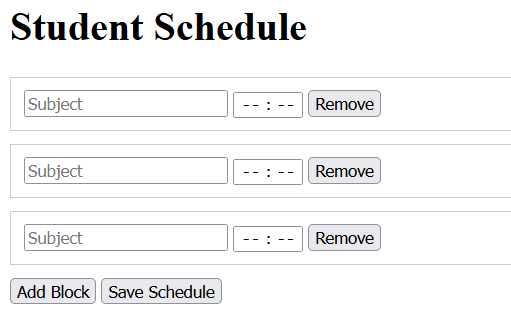 Student Schedule
Subject -- : -- Remove
Subject -- : -- Remove
Subject -- : -- Remove
Add Block Save Schedule